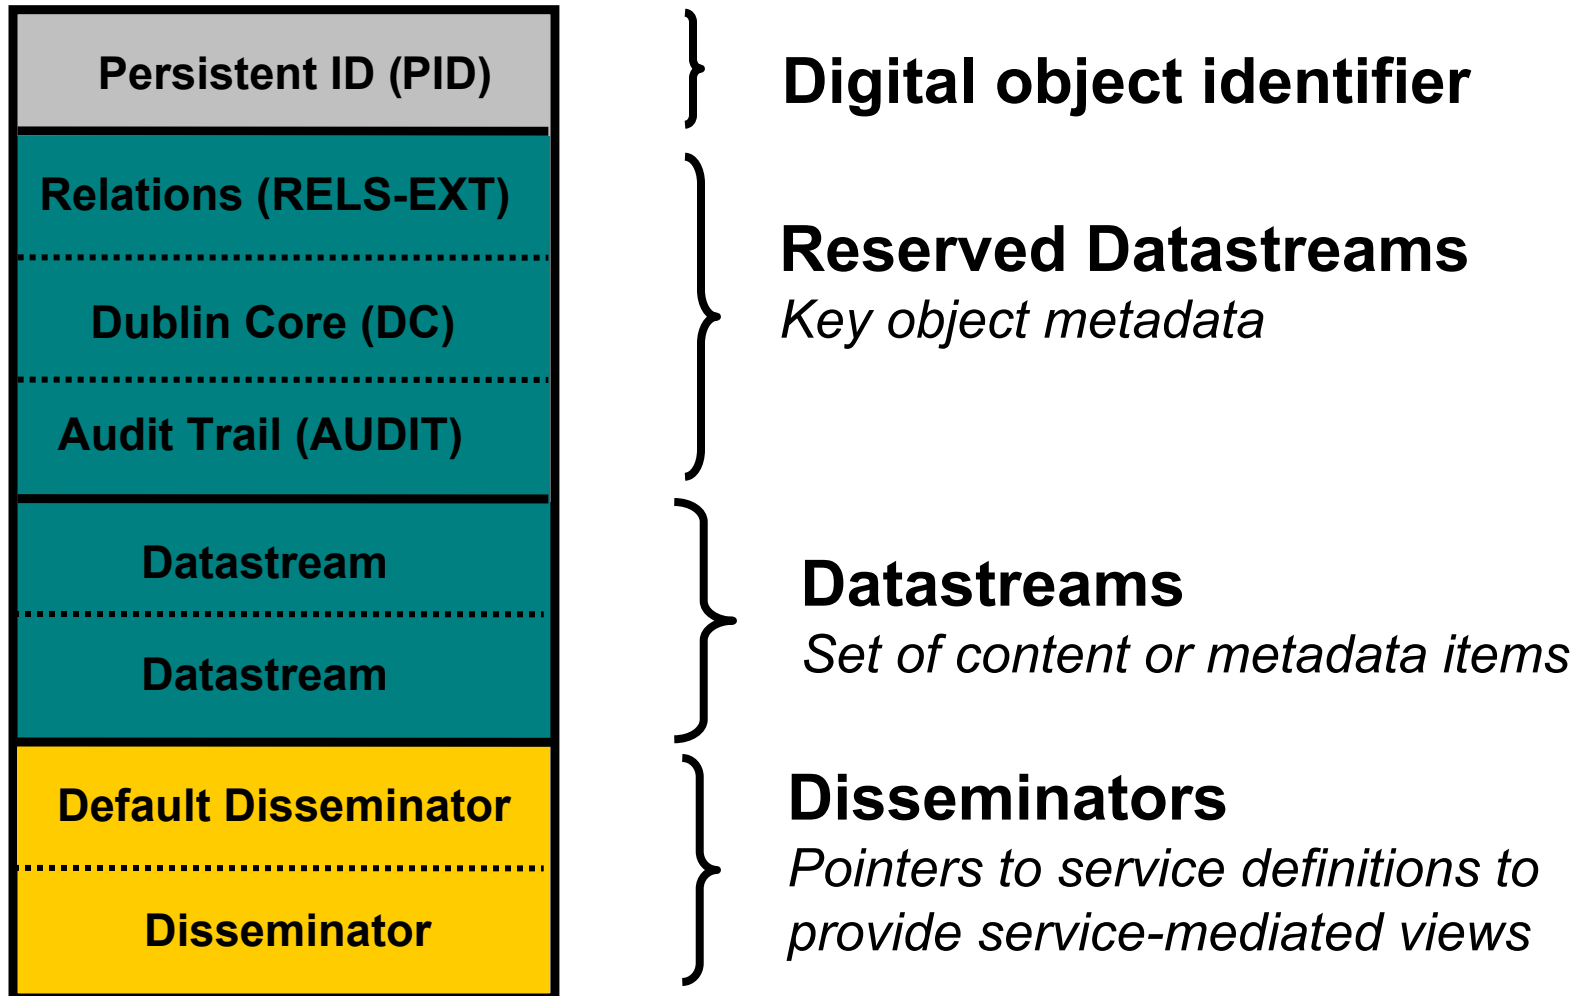 Persistent ID (PID)
Digital object identifier
Relations (RELS-EXT)
Dublin Core (DC)
Audit Trail (AUDIT)
Reserved Datastreams
Key object metadata
Datastream
Datastream
Datastreams
Set of content or metadata items
Default Disseminator
Disseminator
Disseminators
Pointers to service definitions to
provide service-mediated views